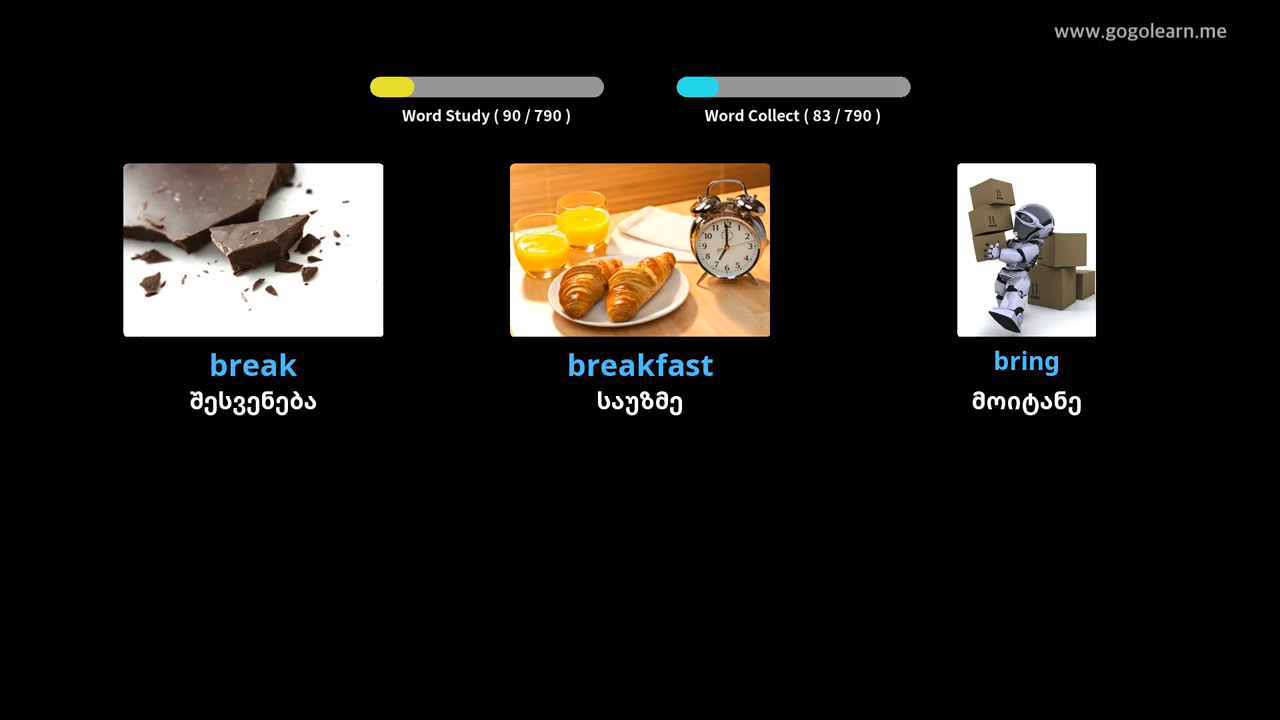 www.gogolearn.me
Word Study ( 90 / 790 )
Word Collect ( 83 / 790 )
break
შესვენება
breakfast
საუზმე
bring
მოიტანე